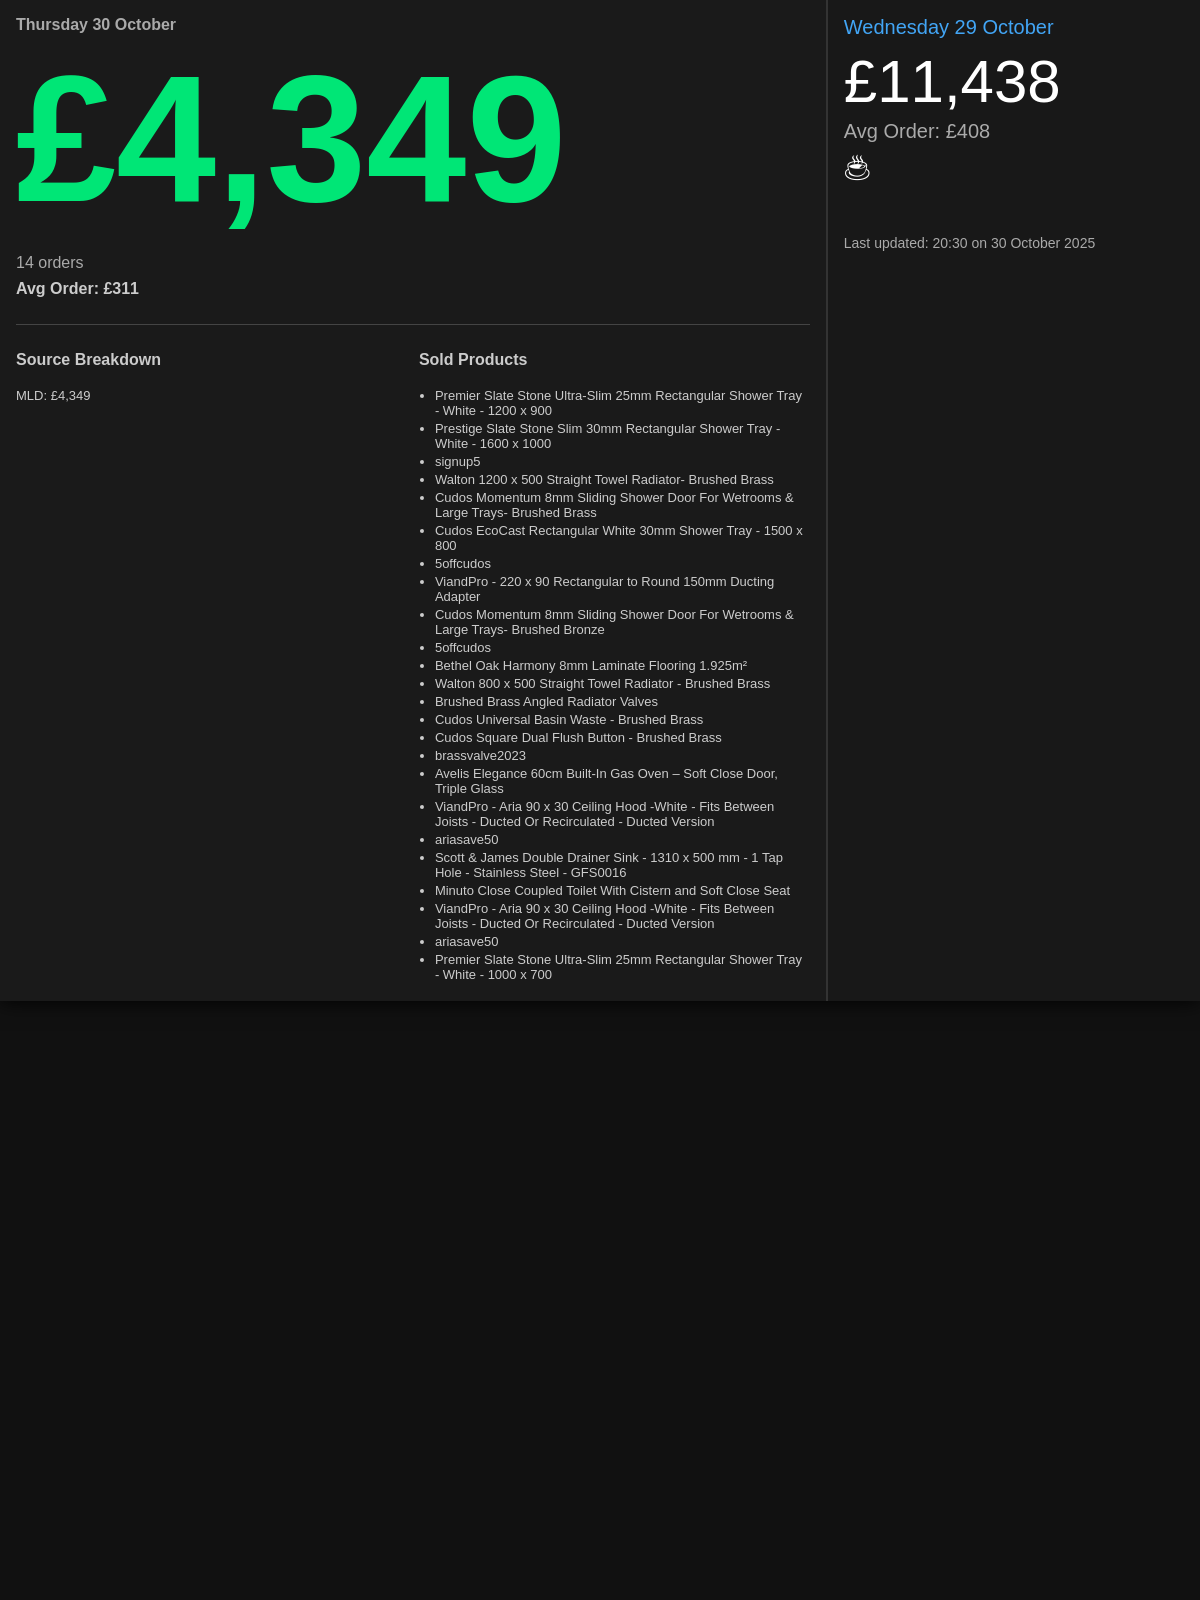 Thursday 30 October
£4,349
14 orders
Avg Order: £311
Source Breakdown
MLD: £4,349
Sold Products
• Premier Slate Stone Ultra-Slim 25mm Rectangular Shower Tray
- White - 1200 x 900
• Prestige Slate Stone Slim 30mm Rectangular Shower Tray -
White - 1600 x 1000
• signup5
• Walton 1200 x 500 Straight Towel Radiator- Brushed Brass
• Cudos Momentum 8mm Sliding Shower Door For Wetrooms &
Large Trays- Brushed Brass
• Cudos EcoCast Rectangular White 30mm Shower Tray - 1500 x
800
• 5offcudos
• ViandPro - 220 x 90 Rectangular to Round 150mm Ducting
Adapter
• Cudos Momentum 8mm Sliding Shower Door For Wetrooms &
Large Trays- Brushed Bronze
• 5offcudos
• Bethel Oak Harmony 8mm Laminate Flooring 1.925m²
• Walton 800 x 500 Straight Towel Radiator - Brushed Brass
• Brushed Brass Angled Radiator Valves
• Cudos Universal Basin Waste - Brushed Brass
• Cudos Square Dual Flush Button - Brushed Brass
• brassvalve2023
• Avelis Elegance 60cm Built-In Gas Oven – Soft Close Door,
Triple Glass
• ViandPro - Aria 90 x 30 Ceiling Hood -White - Fits Between
Joists - Ducted Or Recirculated - Ducted Version
• ariasave50
• Scott & James Double Drainer Sink - 1310 x 500 mm - 1 Tap
Hole - Stainless Steel - GFS0016
• Minuto Close Coupled Toilet With Cistern and Soft Close Seat
• ViandPro - Aria 90 x 30 Ceiling Hood -White - Fits Between
Joists - Ducted Or Recirculated - Ducted Version
• ariasave50
• Premier Slate Stone Ultra-Slim 25mm Rectangular Shower Tray
- White - 1000 x 700
Wednesday 29 October
£11,438
Avg Order: £408
☕
Last updated: 20:30 on 30 October 2025